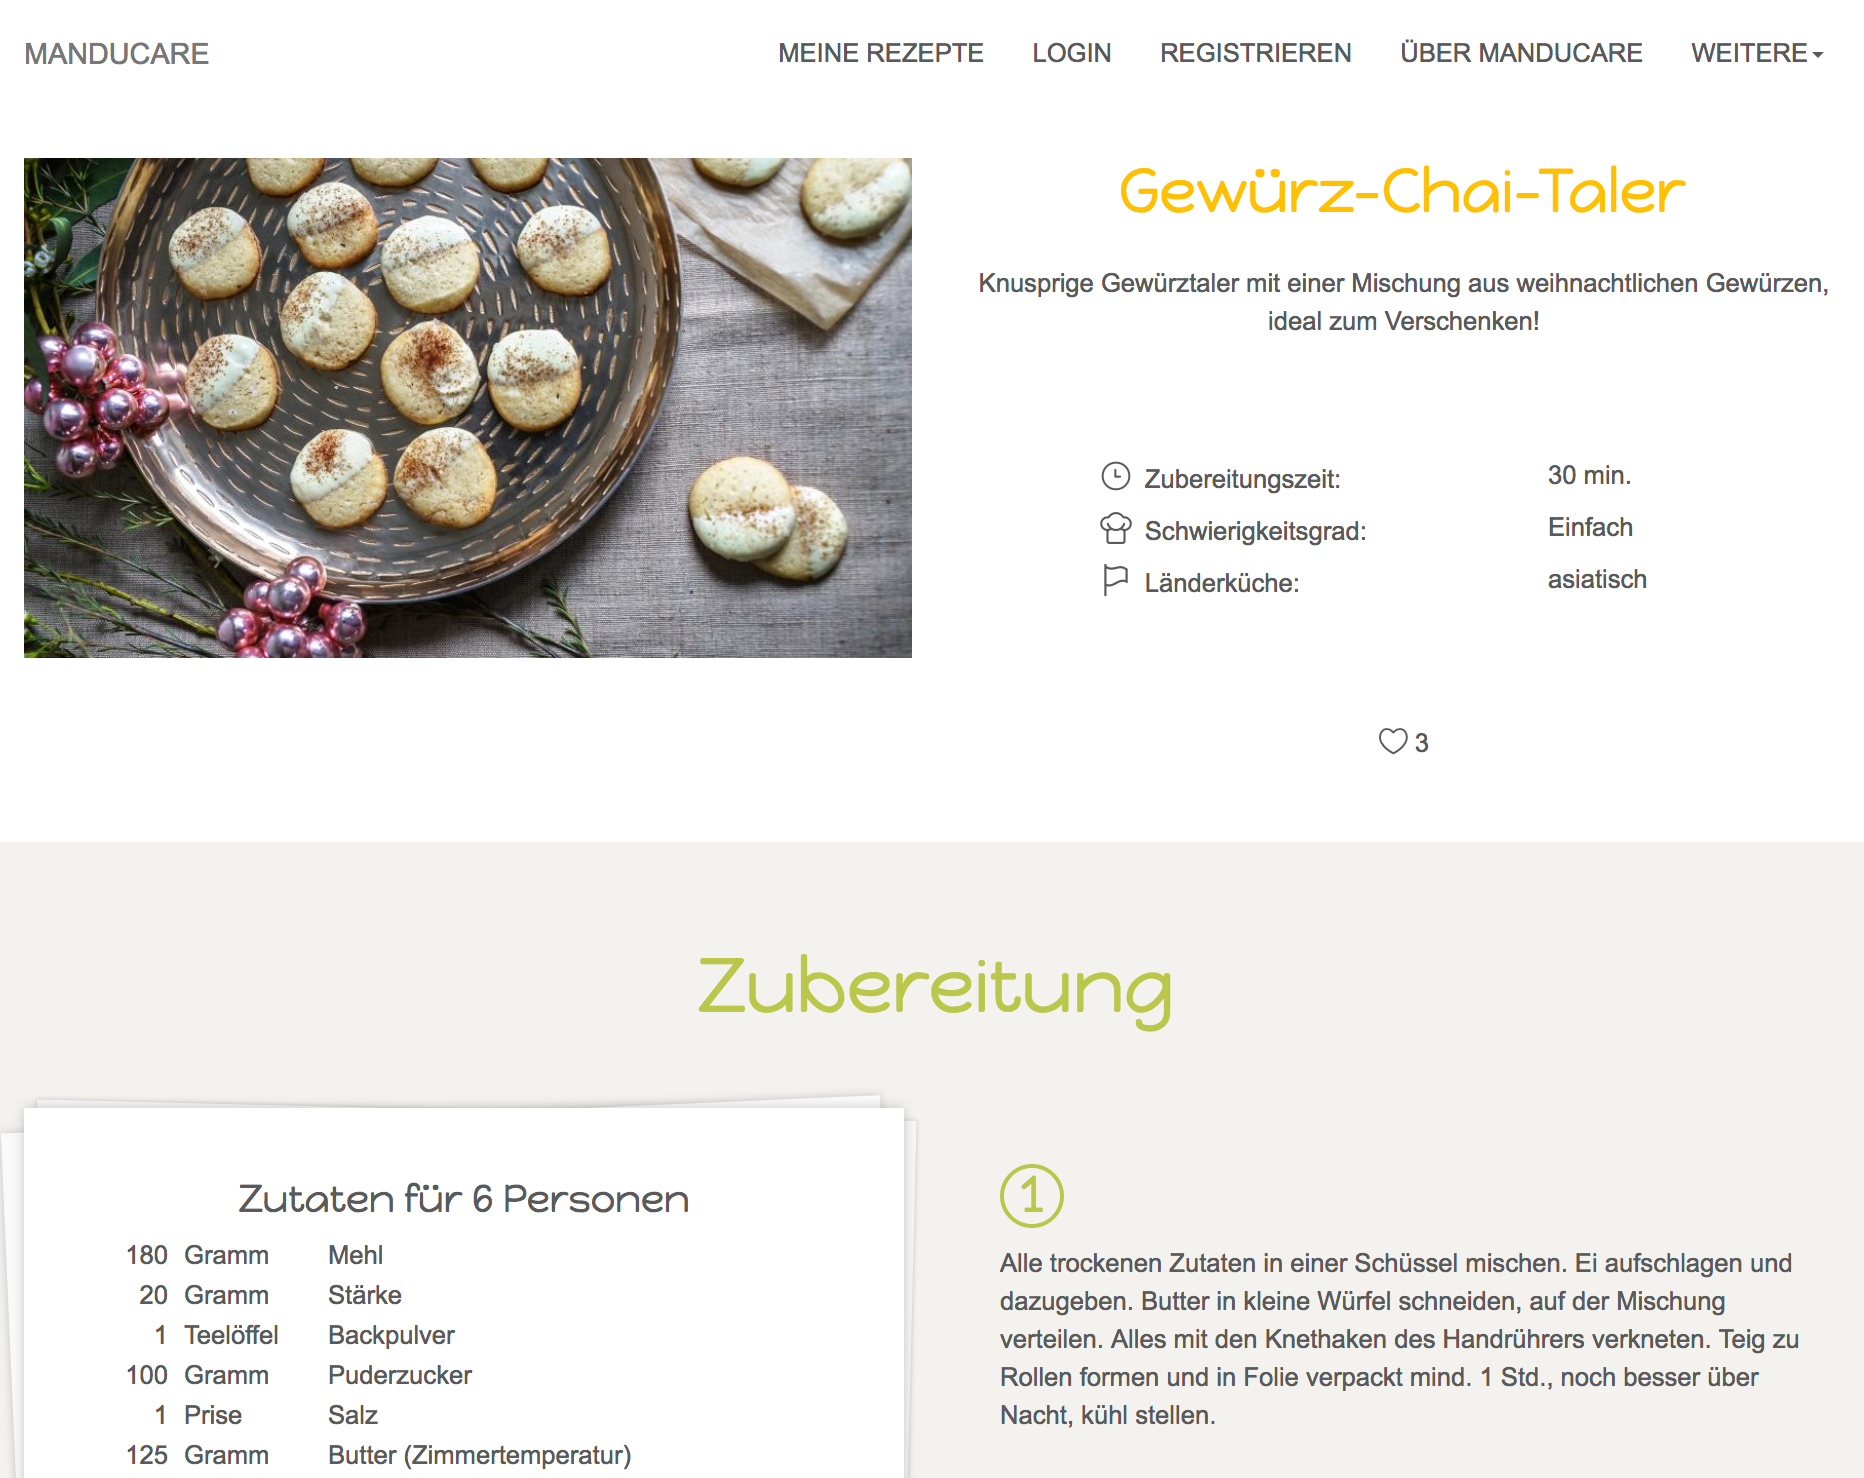 MANDUCARE
MEINE REZEPTE LOGIN REGISTRIEREN ÜBER MANDUCARE WEITERE
Gewürz-Chai-Taler
Knusprige Gewürztaler mit einer Mischung aus weihnachtlichen Gewürzen,
ideal zum Verschenken!
Zubereitungszeit: 30 min.
Schwierigkeitsgrad: Einfach
Länderküche: asiatisch
3
Zubereitung
Zutaten für 6 Personen
180 Gramm Mehl
20 Gramm Stärke
1 Teelöffel Backpulver
100 Gramm Puderzucker
1 Prise Salz
125 Gramm Butter (Zimmertemperatur)
1
Alle trockenen Zutaten in einer Schüssel mischen. Ei aufschlagen und
dazugeben. Butter in kleine Würfel schneiden, auf der Mischung
verteilen. Alles mit den Knethaken des Handrührers verkneten. Teig zu
Rollen formen und in Folie verpackt mind. 1 Std., noch besser über
Nacht, kühl stellen.